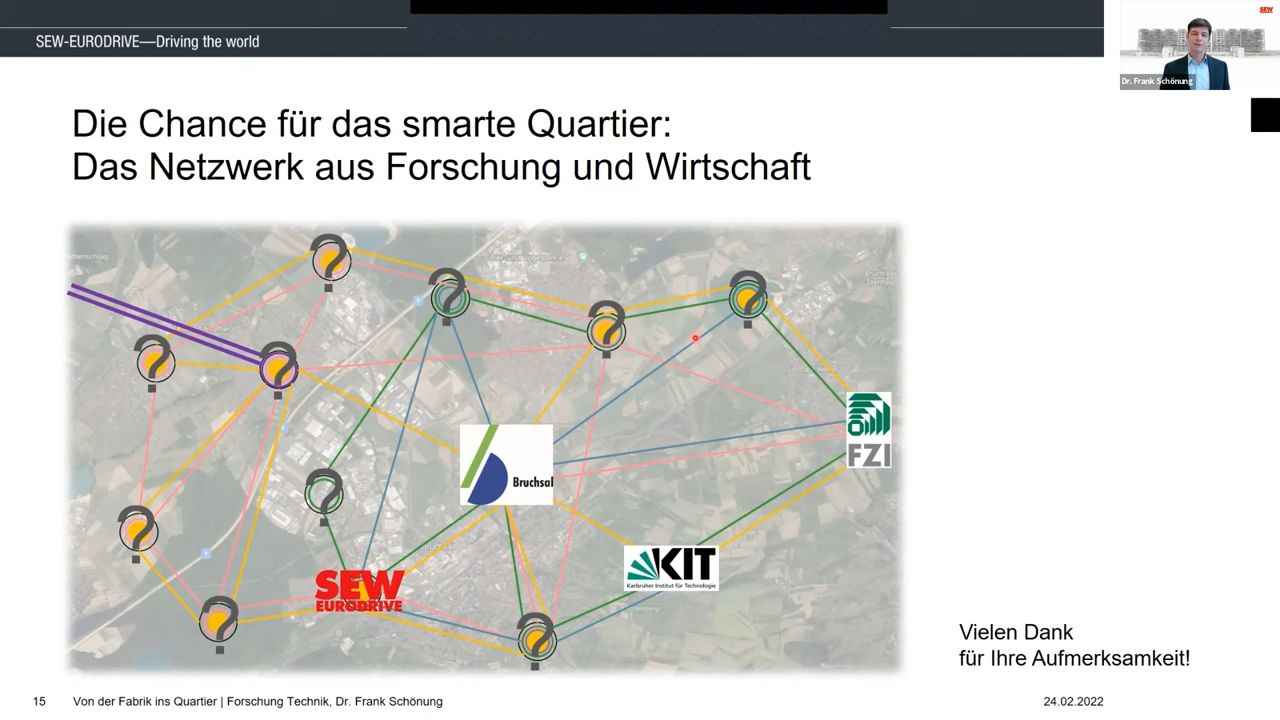 SEW-EURODRIVE—Driving the world
SEW
Dr. Frank Schönung
Die Chance für das smarte Quartier:
Das Netzwerk aus Forschung und Wirtschaft
?
?
?
?
?
?
?
?
?
?
?
Bruchsal
FZI
KIT
Karlsruher Institut für Technologie
SEW
EURODRIVE
Vielen Dank
für Ihre Aufmerksamkeit!
15 Von der Fabrik ins Quartier | Forschung Technik, Dr. Frank Schönung 24.02.2022